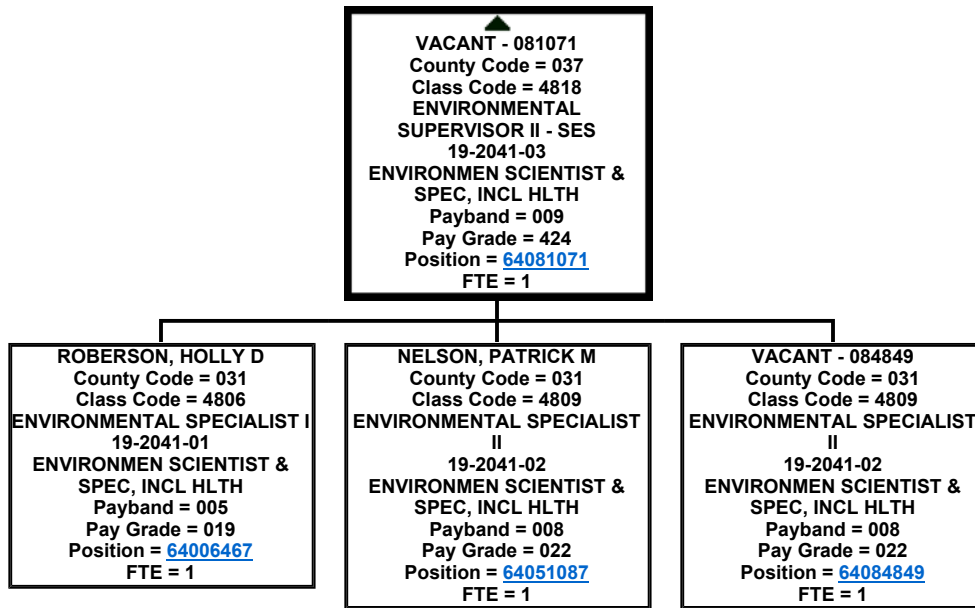 VACANT - 081071
County Code = 037
Class Code = 4818
ENVIRONMENTAL
SUPERVISOR II - SES
19-2041-03
ENVIRONMEN SCIENTIST &
SPEC, INCL HLTH
Payband = 009
Pay Grade = 424
Position = 64081071
FTE = 1
ROBERSON, HOLLY D
County Code = 031
Class Code = 4806
ENVIRONMENTAL SPECIALIST I
19-2041-01
ENVIRONMEN SCIENTIST &
SPEC, INCL HLTH
Payband = 005
Pay Grade = 019
Position = 64006467
FTE = 1
NELSON, PATRICK M
County Code = 031
Class Code = 4809
ENVIRONMENTAL SPECIALIST
II
19-2041-02
ENVIRONMEN SCIENTIST &
SPEC, INCL HLTH
Payband = 008
Pay Grade = 022
Position = 64051087
FTE = 1
VACANT - 084849
County Code = 031
Class Code = 4809
ENVIRONMENTAL SPECIALIST
II
19-2041-02
ENVIRONMEN SCIENTIST &
SPEC, INCL HLTH
Payband = 008
Pay Grade = 022
Position = 64084849
FTE = 1